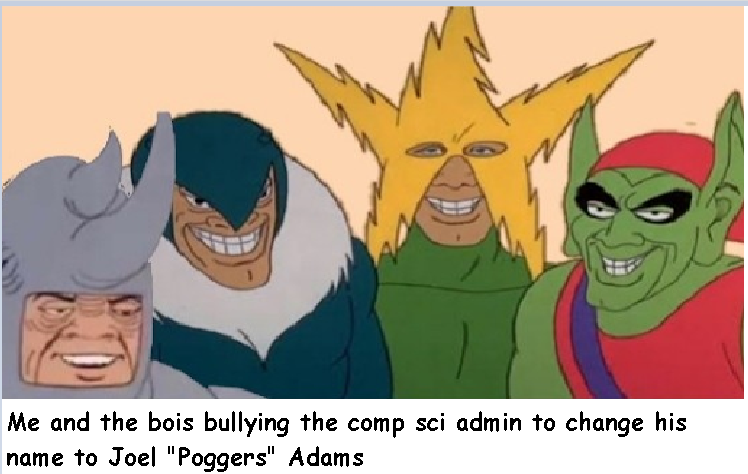 Me and the bois bullying the comp sci admin to change his
name to Joel "Poggers" Adams